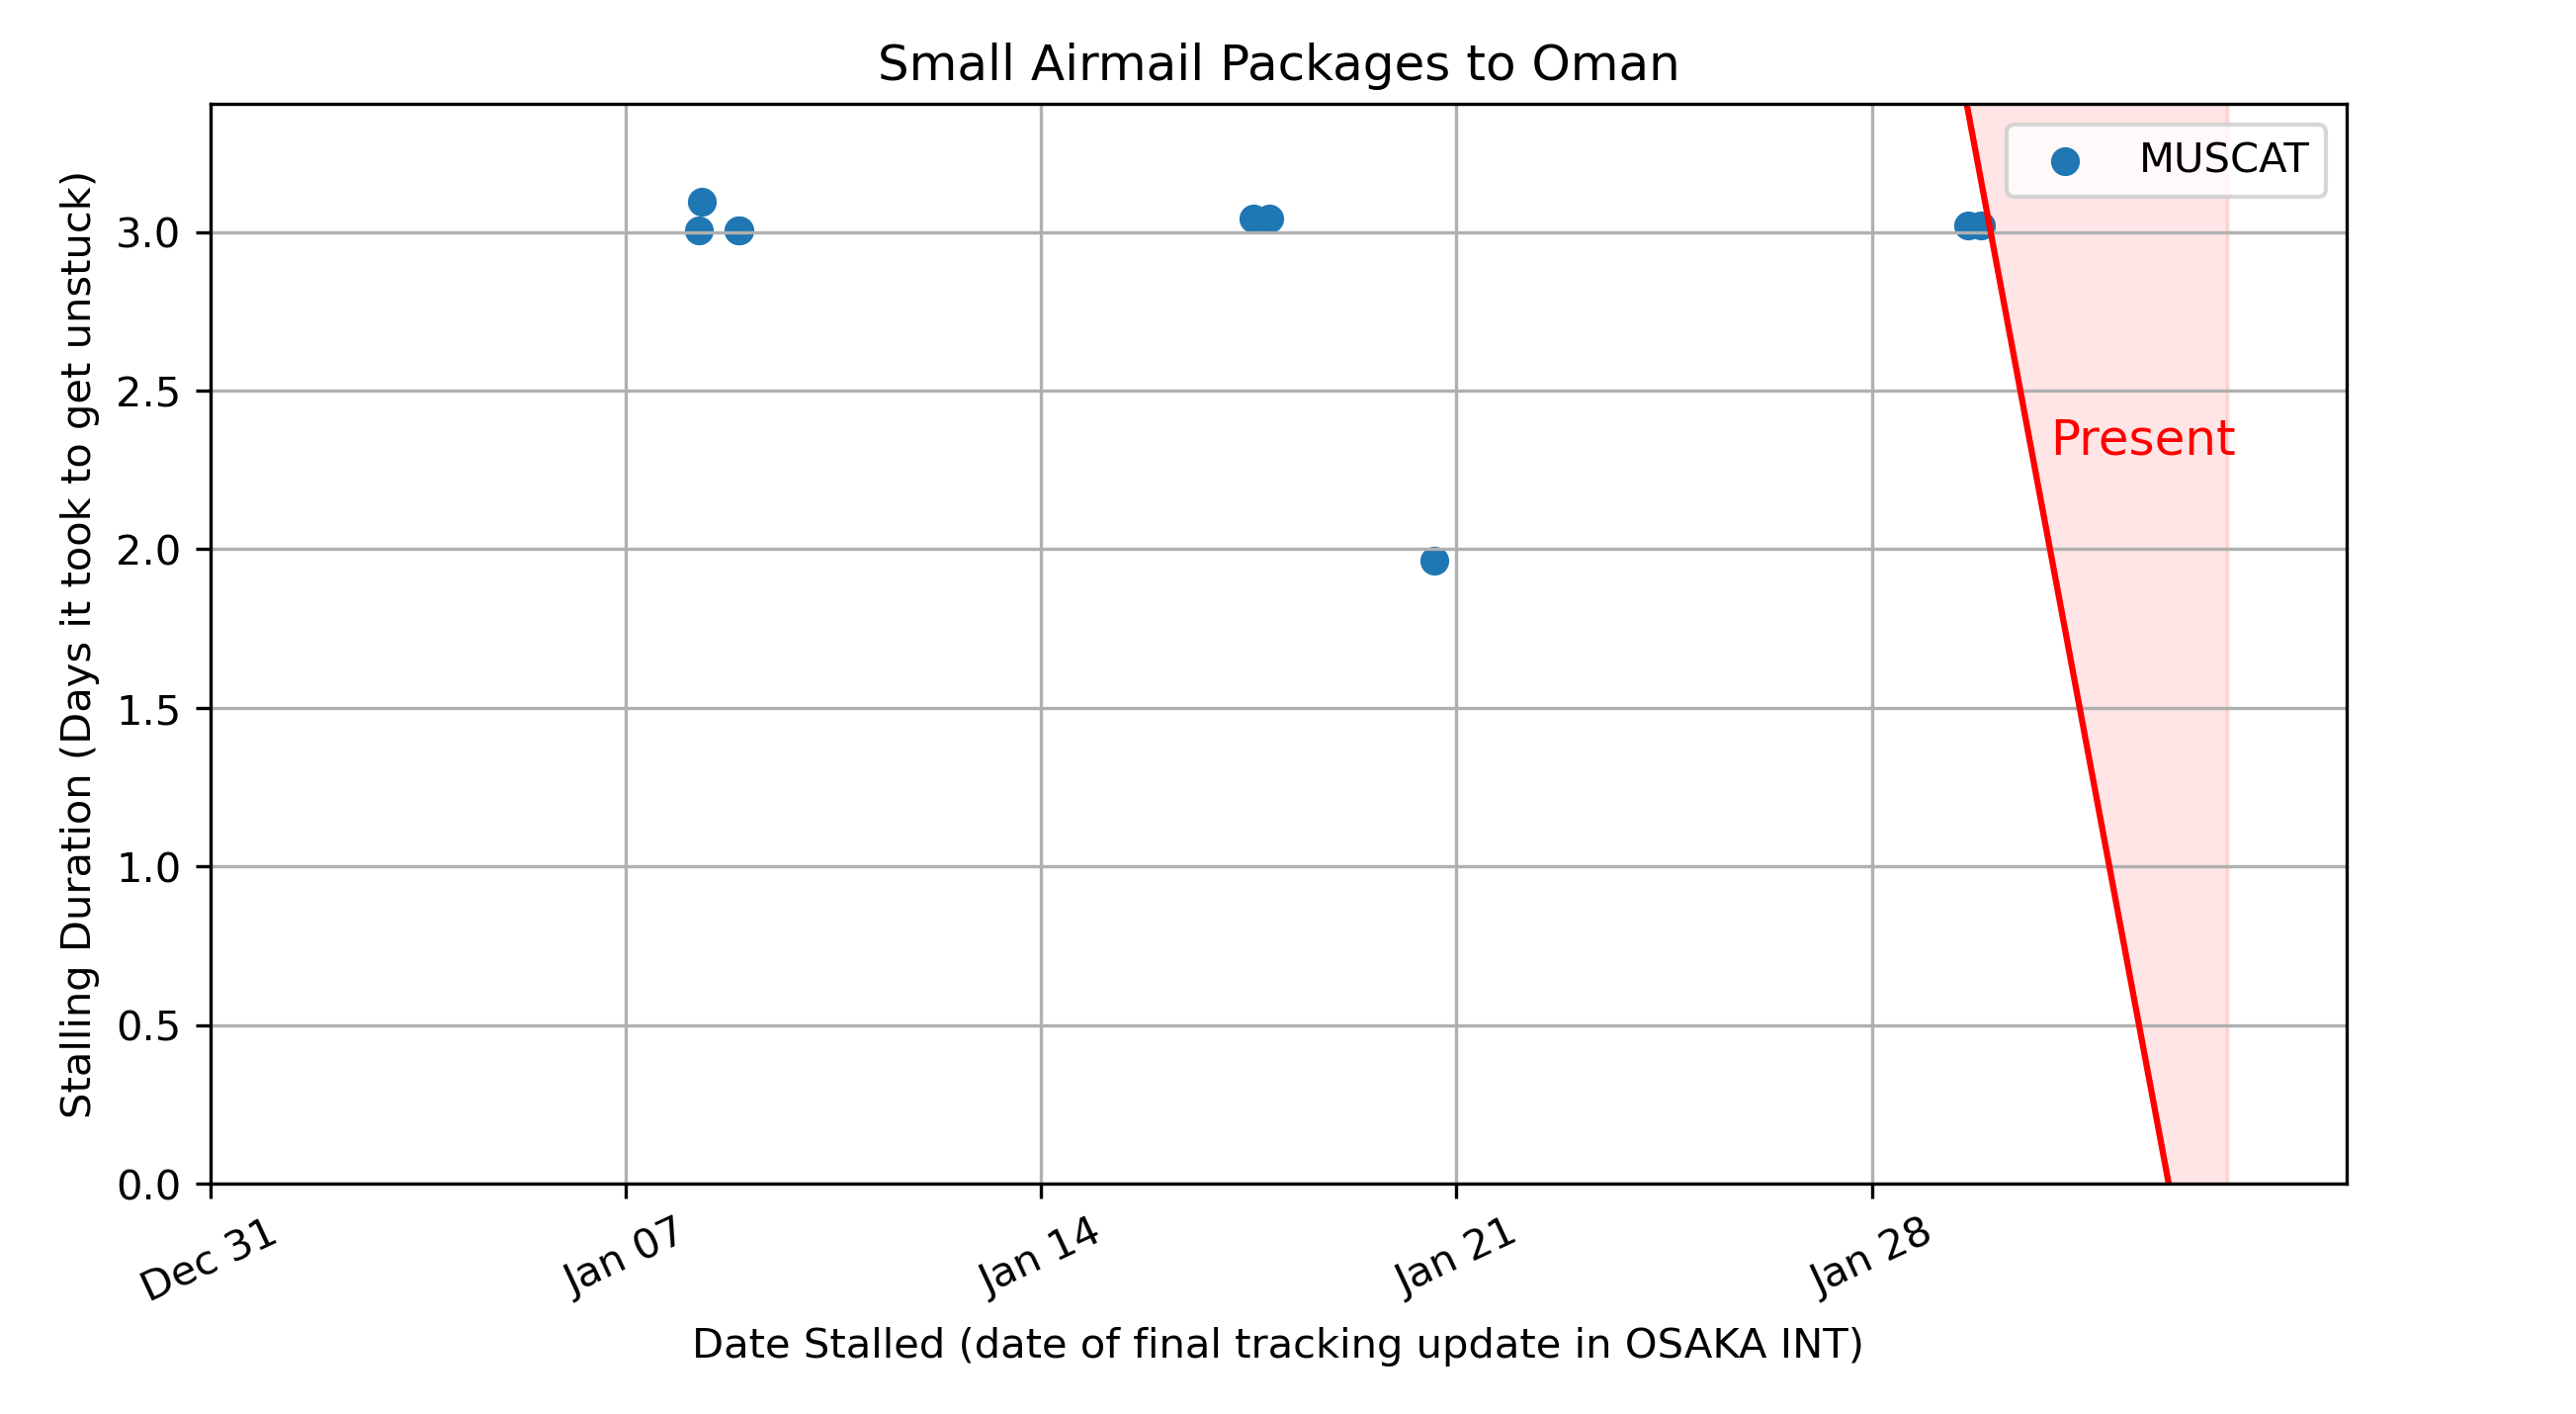 Small Airmail Packages to Oman
MUSCAT
Present
Stalling Duration (Days it took to get unstuck)
3.0
2.5
2.0
1.5
1.0
0.5
0.0
Dec 31
Jan 07
Jan 14
Jan 21
Jan 28
Date Stalled (date of final tracking update in OSAKA INT)